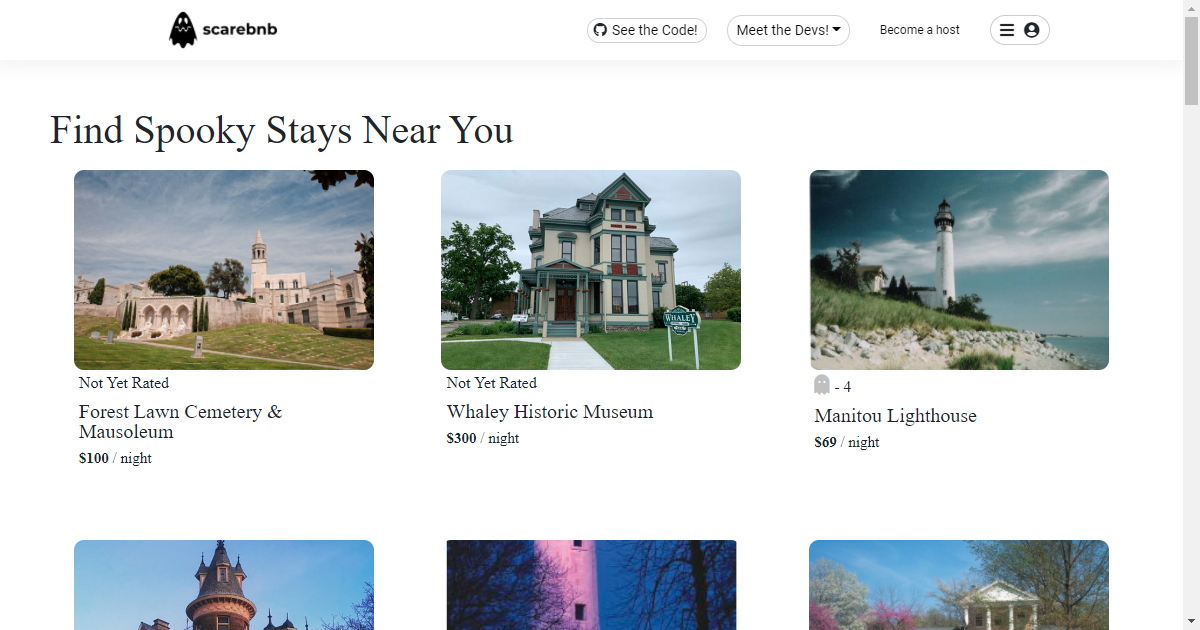 scarebnb
See the Code!
Meet the Devs!
Become a host
Find Spooky Stays Near You
WHALEY
Not Yet Rated
Forest Lawn Cemetery &
Mausoleum
$100 / night
Not Yet Rated
Whaley Historic Museum
$300 / night
- 4
Manitou Lighthouse
$69 / night